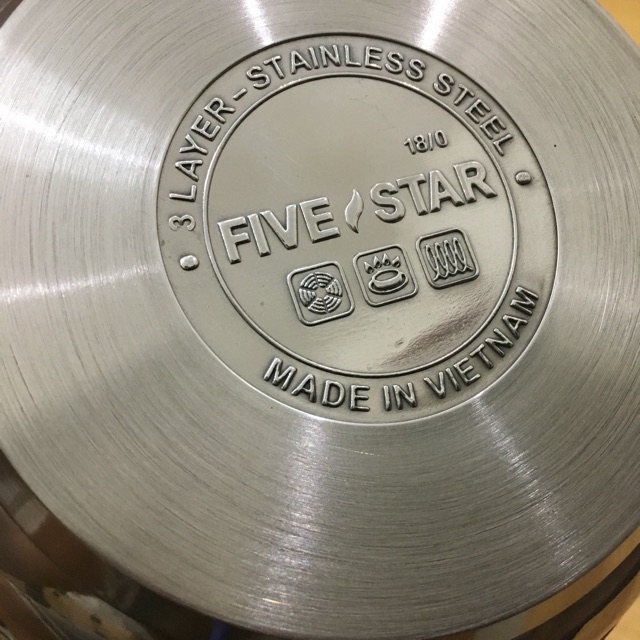 3 LAYER - STAINLESS STEEL
18/0
FIVE STAR
MADE IN VIETNAM